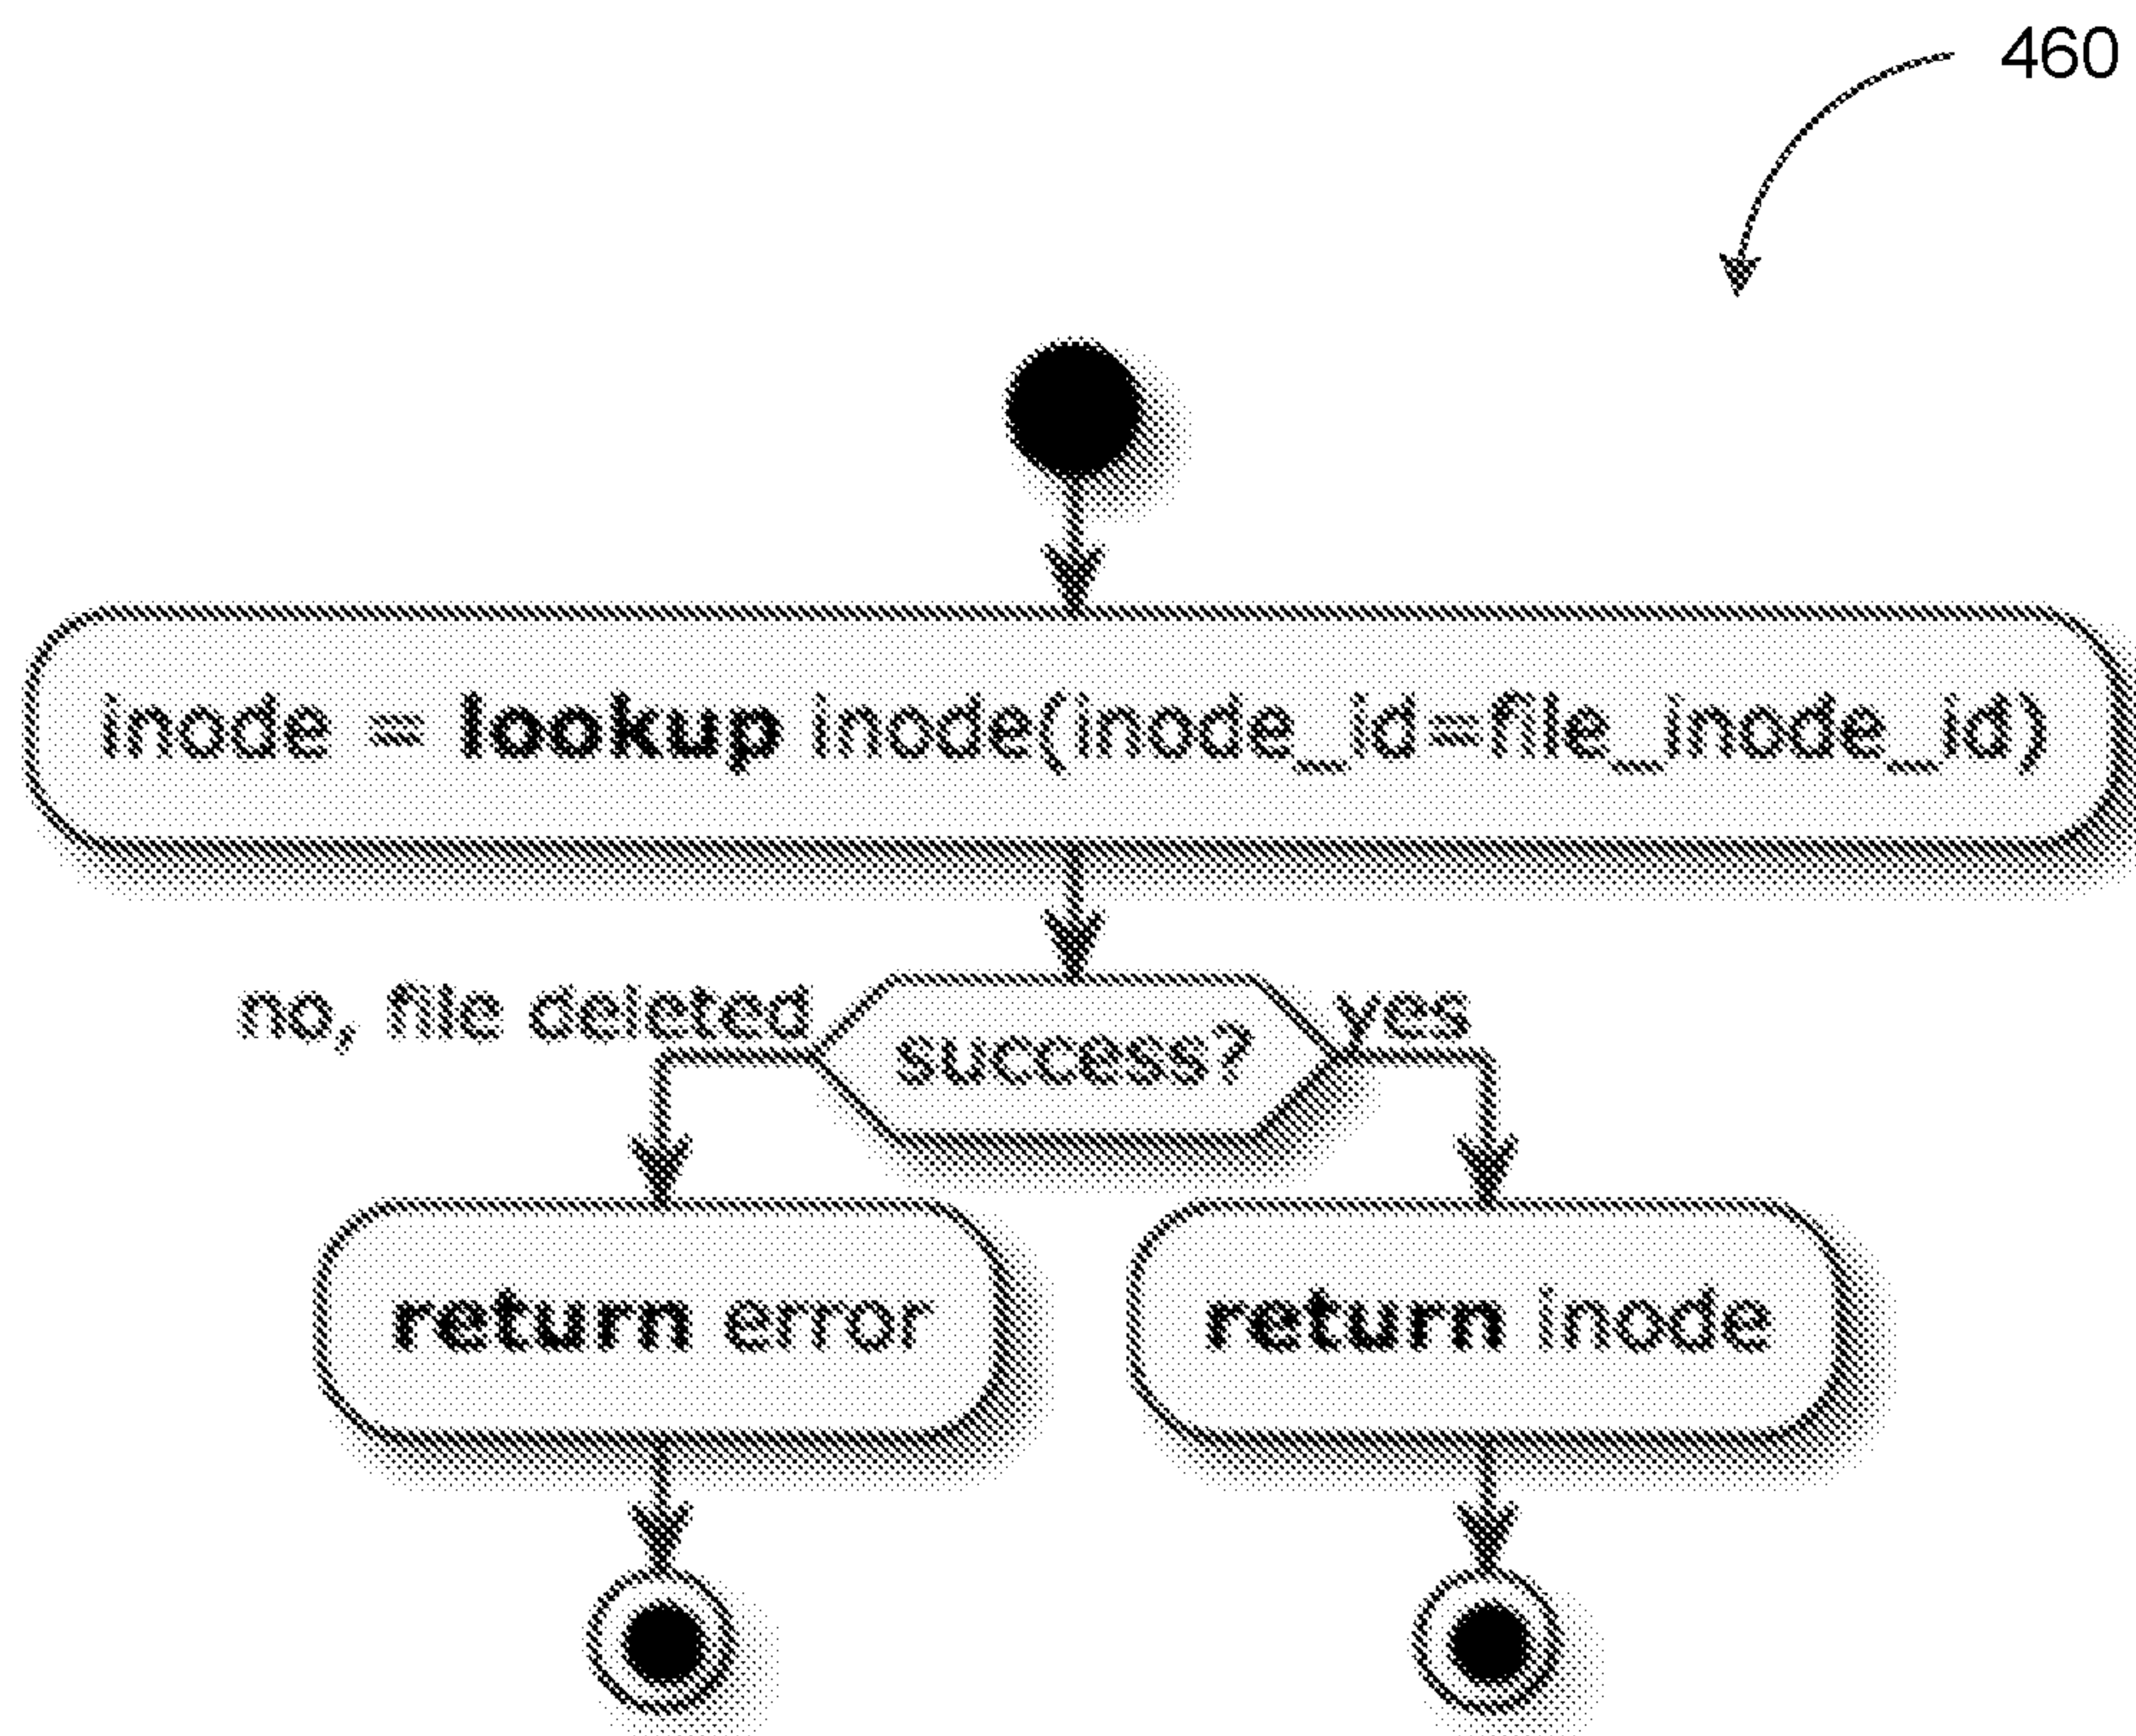 460
inode = lookup inode(inode_id=file_inode_id)
no, file deleted
success?
yes
return error
return inode